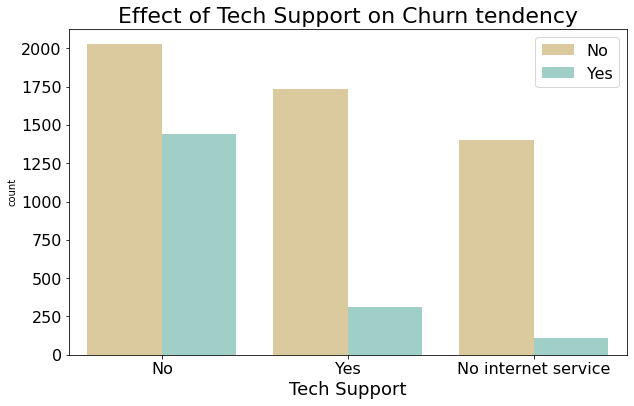 Effect of Tech Support on Churn tendency
No
Yes
2000
1750
1500
1250
1000
750
500
250
0
count
No
Yes
No internet service
Tech Support